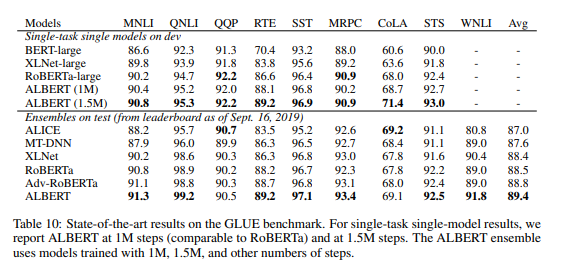 Models MNLI QNLI QQP RTE SST MRPC CoLA STS WNLI Avg
Single-task single models on dev
BERT-large 86.6 92.3 91.3 70.4 93.2 88.0 60.6 90.0 - -
XLNet-large 89.8 93.9 91.8 83.8 95.6 89.2 63.6 91.8 - -
RoBERTa-large 90.2 94.7 92.2 86.6 96.4 90.9 68.0 92.4 - -
ALBERT (1M) 90.4 95.2 92.0 88.1 96.8 90.2 68.7 92.7 - -
ALBERT (1.5M) 90.8 95.3 92.2 89.2 96.9 90.9 71.4 93.0 - -
Ensembles on test (from leaderboard as of Sept. 16, 2019)
ALICE 88.2 95.7 90.7 83.5 95.2 92.6 69.2 91.1 80.8 87.0
MT-DNN 87.9 96.0 89.9 86.3 96.5 92.7 68.4 91.1 89.0 87.6
XLNet 90.2 98.6 90.3 86.3 96.8 93.0 67.8 91.6 90.4 88.4
RoBERTa 90.8 98.9 90.2 88.2 96.7 92.3 67.8 92.2 89.0 88.5
Adv-RoBERTa 91.1 98.8 90.3 88.7 96.8 93.1 68.0 92.4 89.0 88.8
ALBERT 91.3 99.2 90.5 89.2 97.1 93.4 69.1 92.5 91.8 89.4
Table 10: State-of-the-art results on the GLUE benchmark. For single-task single-model results, we
report ALBERT at 1M steps (comparable to RoBERTa) and at 1.5M steps. The ALBERT ensemble
uses models trained with 1M, 1.5M, and other numbers of steps.